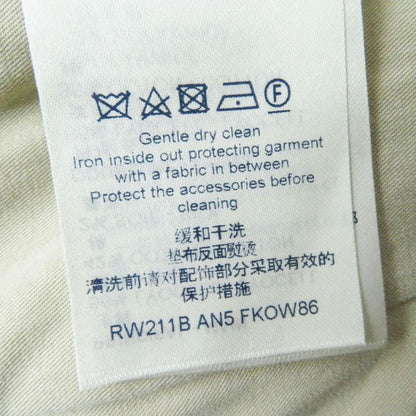 F
Gentle dry clean
Iron inside out protecting garment
with a fabric in between
Protect the accessories before
cleaning
缓和干洗
垫布反面熨烫
清洗前请对配饰部分采取有效的
保护措施
RW211B AN5 FKOW86